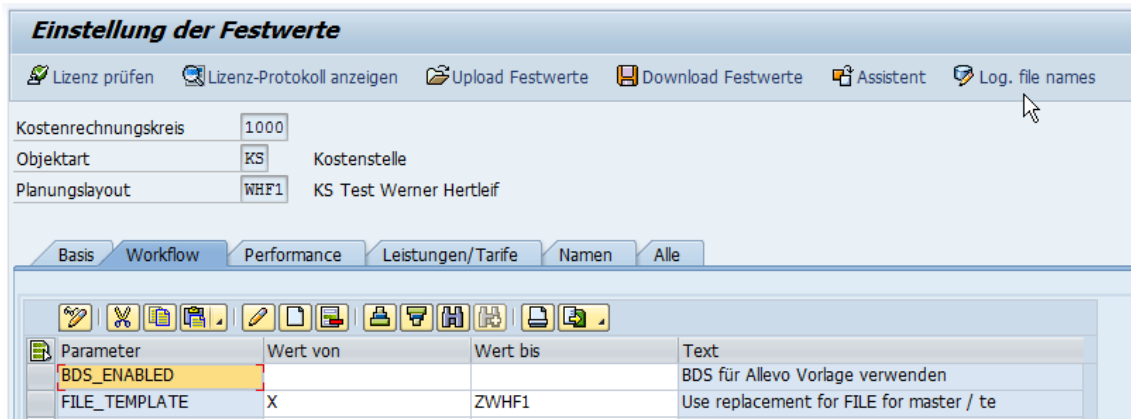 Einstellung der Festwerte
Lizenz prüfen Lizenz-Protokoll anzeigen Upload Festwerte Download Festwerte Assistent Log. file names
Kostenrechnungskreis 1000
Objektart KS Kostenstelle
Planungslayout WHF1 KS Test Werner Hertleif
Basis Workflow Performance Leistungen/Tarife Namen Alle
Parameter Wert von Wert bis Text
BDS_ENABLED BDS für Allevo Vorlage verwenden
FILE_TEMPLATE X ZWHF1 Use replacement for FILE for master / te